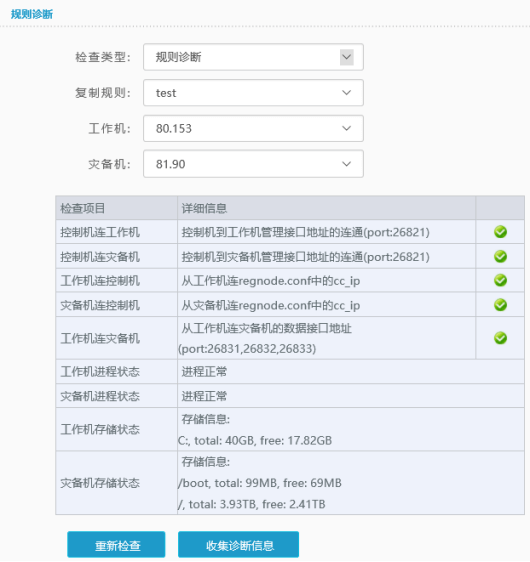 规则诊断
检查类型: 规则诊断
复制规则: test
工作机: 80.153
灾备机: 81.90
检查项目 详细信息
控制机连工作机 控制机到工作机管理接口地址的连通(port:26821)
控制机连灾备机 控制机到灾备机管理接口地址的连通(port:26821)
工作机连控制机 从工作机连regnode.conf中的cc_ip
灾备机连控制机 从灾备机连regnode.conf中的cc_ip
工作机连灾备机 从工作机连灾备机的数据接口地址
(port:26831,26832,26833)
工作机进程状态 进程正常
灾备机进程状态 进程正常
工作机存储状态 存储信息:
C:, total: 40GB, free: 17.82GB
灾备机存储状态 存储信息:
/boot, total: 99MB, free: 69MB
/, total: 3.93TB, free: 2.41TB
重新检查 收集诊断信息